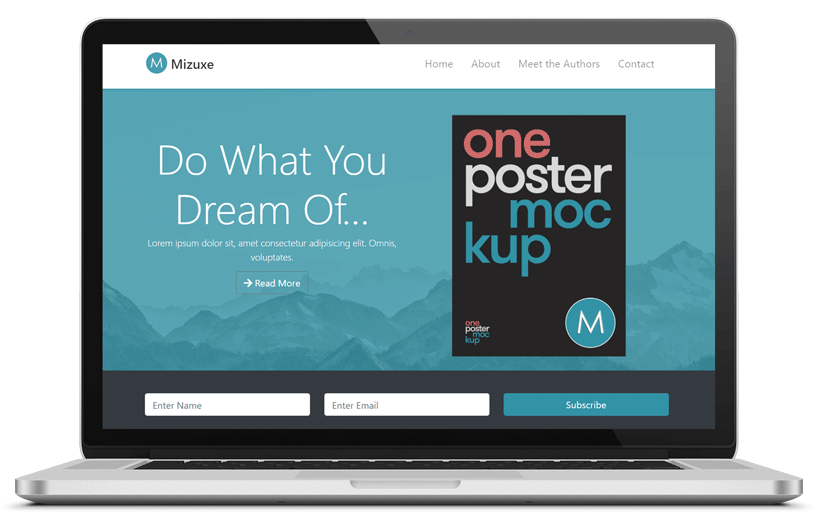 M Mizuxe
Home About Meet the Authors Contact
Do What You
Dream Of...
Lorem ipsum dolor sit, amet consectetur adipisicing elit. Omnis,
voluptates.
Read More
one
poster
moc
kup
one
poster
moc
kup
M
Enter Name
Enter Email
Subscribe